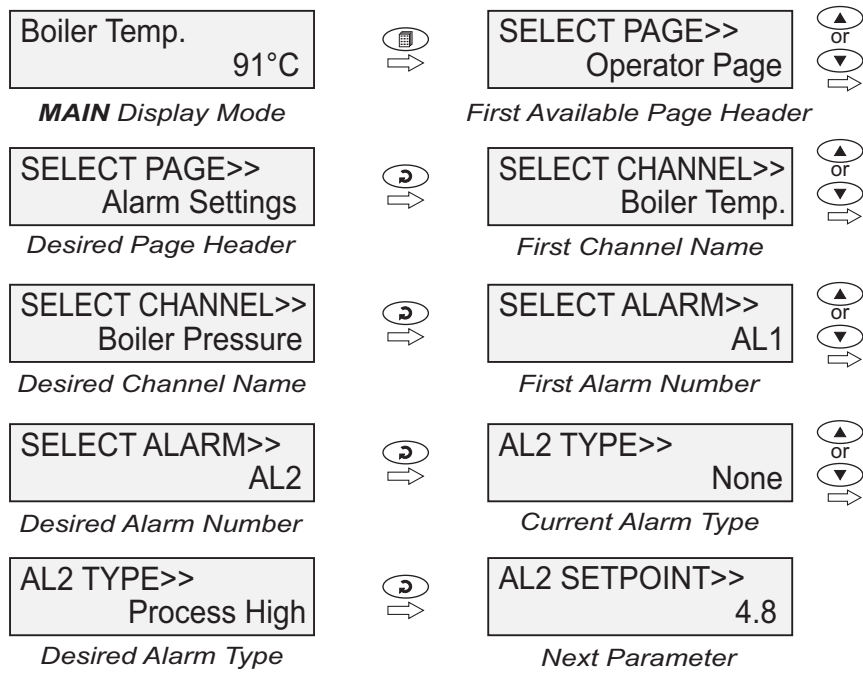 Boiler Temp.
91°C
SELECT PAGE>>
Operator Page
or
MAIN Display Mode
First Available Page Header
SELECT PAGE>>
Alarm Settings
SELECT CHANNEL>>
Boiler Temp.
or
Desired Page Header
First Channel Name
SELECT CHANNEL>>
Boiler Pressure
SELECT ALARM>>
AL1
or
Desired Channel Name
First Alarm Number
SELECT ALARM>>
AL2
AL2 TYPE>>
None
or
Desired Alarm Number
Current Alarm Type
AL2 TYPE>>
Process High
AL2 SETPOINT>>
4.8
Desired Alarm Type
Next Parameter